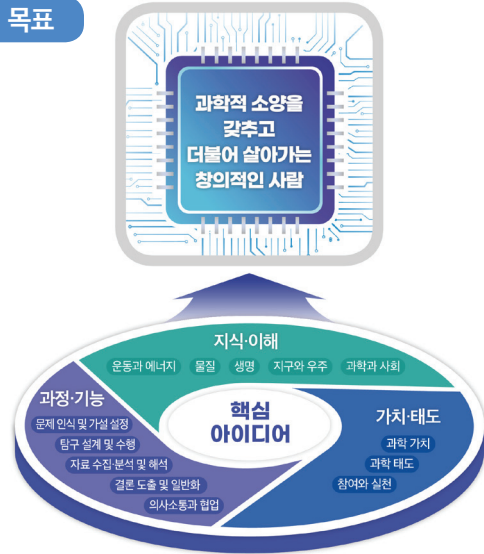 목표
과학적 소양을
갖추고
더불어 살아가는
창의적인 사람
지식·이해
운동과 에너지 물질 생명 지구와 우주 과학과 사회
과정·기능
문제 인식 및 가설 설정
탐구 설계 및 수행
자료 수집·분석 및 해석
결론 도출 및 일반화
의사소통과 협업
핵심
아이디어
가치·태도
과학 가치
과학 태도
참여와 실천